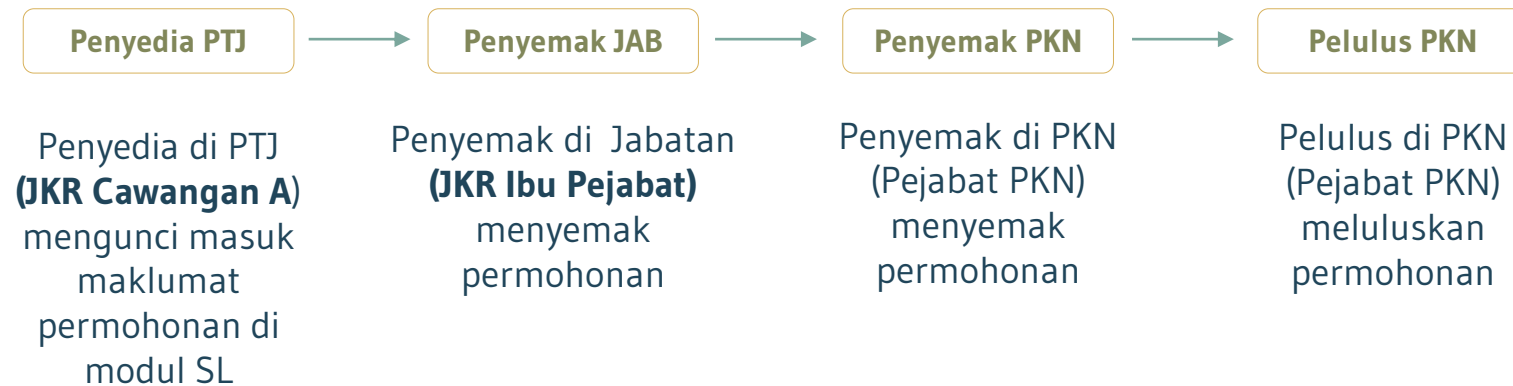 Penyedia PTJ
Penyemak JAB
Penyemak PKN
Pelulus PKN
Penyedia di PTJ
(JKR Cawangan A)
mengunci masuk
maklumat
permohonan di
modul SL
Penyemak di Jabatan
(JKR Ibu Pejabat)
menyemak
permohonan
Penyemak di PKN
(Pejabat PKN)
menyemak
permohonan
Pelulus di PKN
(Pejabat PKN)
meluluskan
permohonan